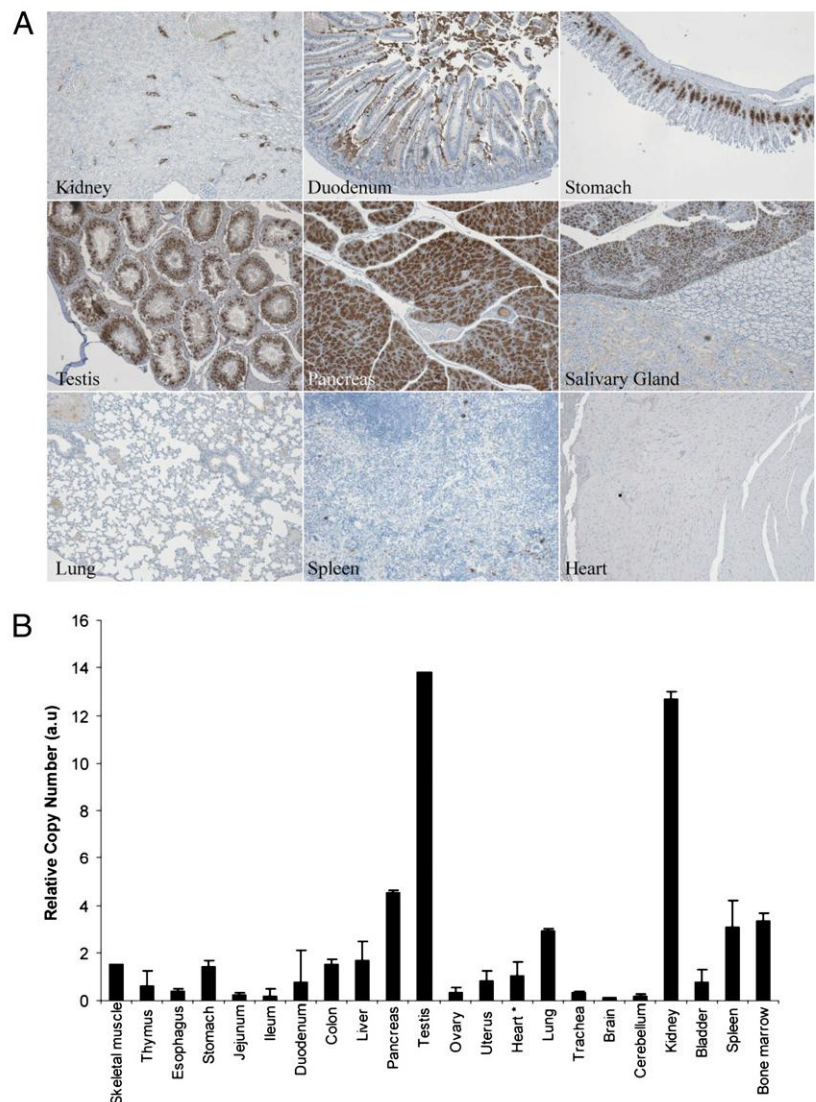 A
Kidney
Duodenum
Stomach
Testis
Pancreas
Salivary Gland
Lung
Spleen
Heart
B
Relative Copy Number (a.u)
16
14
12
10
8
6
4
2
0
Skeletal muscle
Thymus
Esophagus
Stomach
Jejunum
Ileum
Duodenum
Colon
Liver
Pancreas
Testis
Ovary
Uterus
Heart *
Lung
Trachea
Brain
Cerebellum
Kidney
Bladder
Spleen
Bone marrow